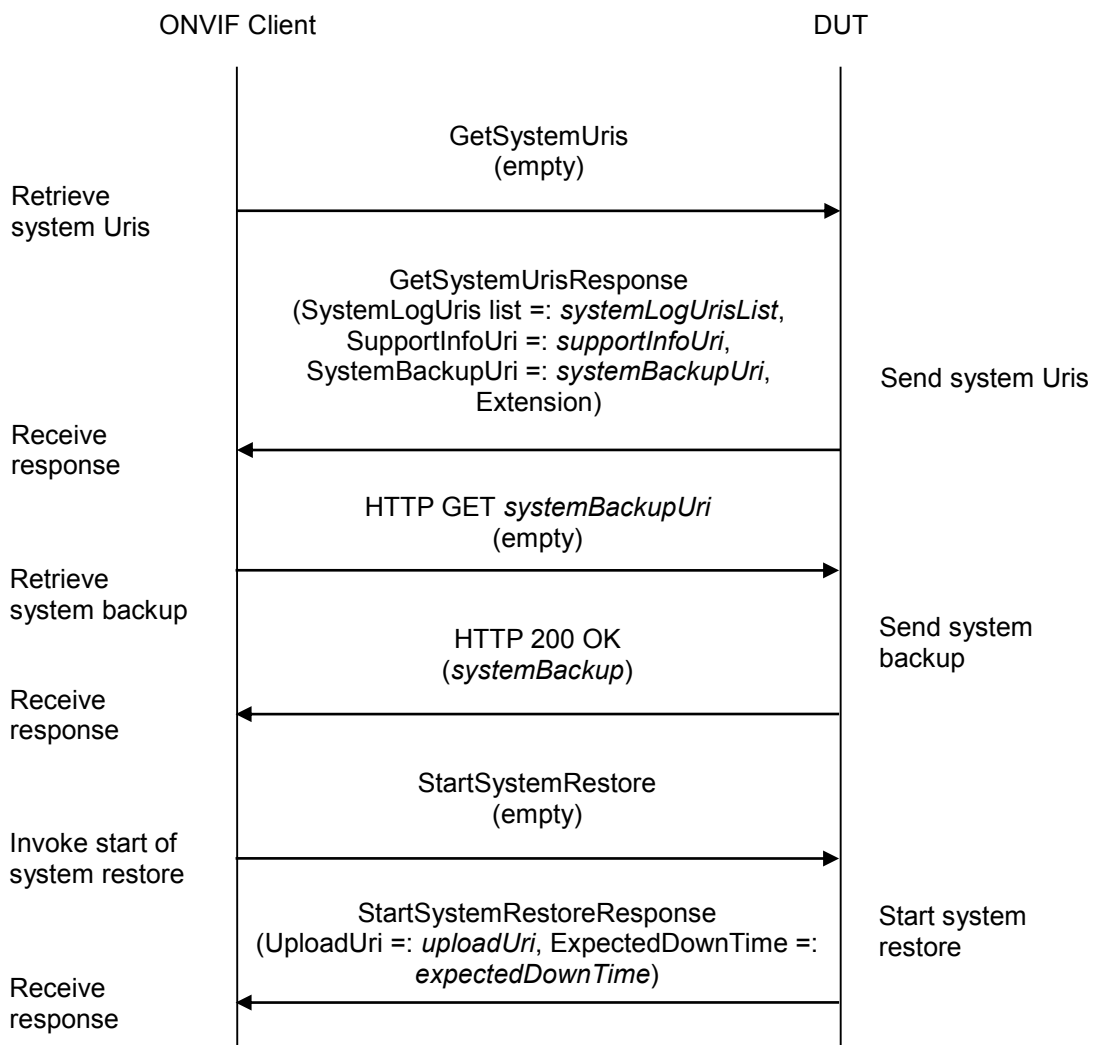 ONVIF Client
DUT
GetSystemUris
(empty)
Retrieve
system Uris
GetSystemUrisResponse
(SystemLogUris list =: systemLogUrisList,
SupportInfoUri =: supportInfoUri,
SystemBackupUri =: systemBackupUri,
Extension)
Send system Uris
Receive
response
HTTP GET systemBackupUri
(empty)
Retrieve
system backup
HTTP 200 OK
(systemBackup)
Send system
backup
Receive
response
StartSystemRestore
(empty)
Invoke start of
system restore
StartSystemRestoreResponse
(UploadUri =: uploadUri, ExpectedDownTime =:
expectedDownTime)
Start system
restore
Receive
response